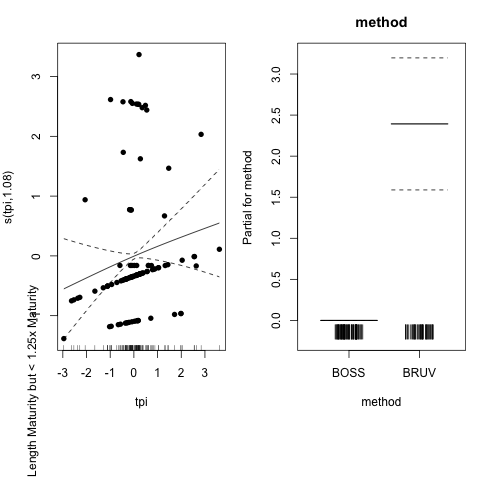 method
s(tpi,1.08)
3
2
1
0
-1
-3 -2 -1 0 1 2 3
tpi
Length Maturity but < 1.25x Maturity
Partial for method
3.0
2.5
2.0
1.5
1.0
0.5
0.0
BOSS BRUV
method